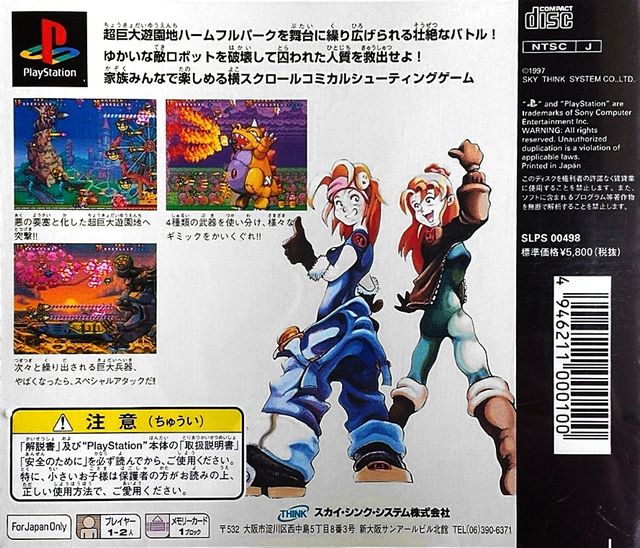 超巨大遊園地ハームフルパークを舞台に繰り広げられる壮絶なバトル!
ゆかいな敵ロボットを破壊して囚われた人質を救出せよ!
家族みんなで楽しめる横スクロールコミカルシューティングゲーム
PlayStation
悪の要塞と化した超巨大遊園地へ
突撃!!
4種類の武器を使い分け、様々な
ギミックをかいくぐれ!!
次々と繰り出される巨大兵器、
やばくなったら、スペシャルアタックだ!!
注意(ちゅうい)
「解説書」及び"PlayStation"本体の「取扱説明書」
「安全のために」を必ず読んでから、ご使用ください。
特に、小さいお子様は保護者の方がお読みの上、
正しい使用方法で、ご愛用ください。
For Japan Only
プレイヤー
1~2人
メモリーカード
1ブロック
THINK スカイ・シンク・システム株式会社
〒532 大阪市淀川区西中島5丁目8番3号 新大阪サンアールビル北館 TEL(06)390-6371
COMPACT
disc
NTSC J
©1997
SKY THINK SYSTEM CO.,LTD.
" " and "PlayStation" are
trademarks of Sony Computer
Entertainment Inc.
WARNING: All rights
reserved. Unauthorized
duplication is a violation of
applicable laws.
Printed in Japan
このディスクを権利者の許諾なく賃貸業
に使用することを禁止します。また、
ソフトに含まれるプログラム等著作物
を無断で解析することを禁止します。
SLPS 00498
標準価格¥5,800(税抜)
4 946211 000100